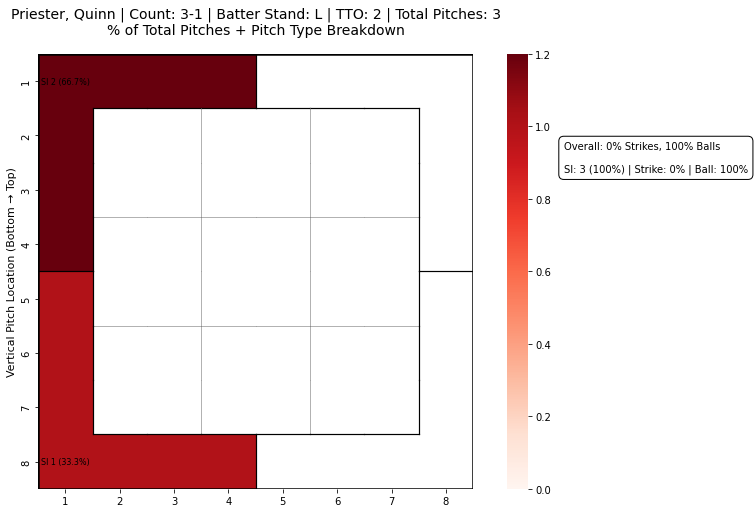 Priester, Quinn | Count: 3-1 | Batter Stand: L | TTO: 2 | Total Pitches: 3
% of Total Pitches + Pitch Type Breakdown
SI 2 (66.7%)
SI 1 (33.3%)
Vertical Pitch Location (Bottom → Top)
1
2
3
4
5
6
7
8
1 2 3 4 5 6 7 8
1.2
1.0
0.8
0.6
0.4
0.2
0.0
Overall: 0% Strikes, 100% Balls
SI: 3 (100%) | Strike: 0% | Ball: 100%